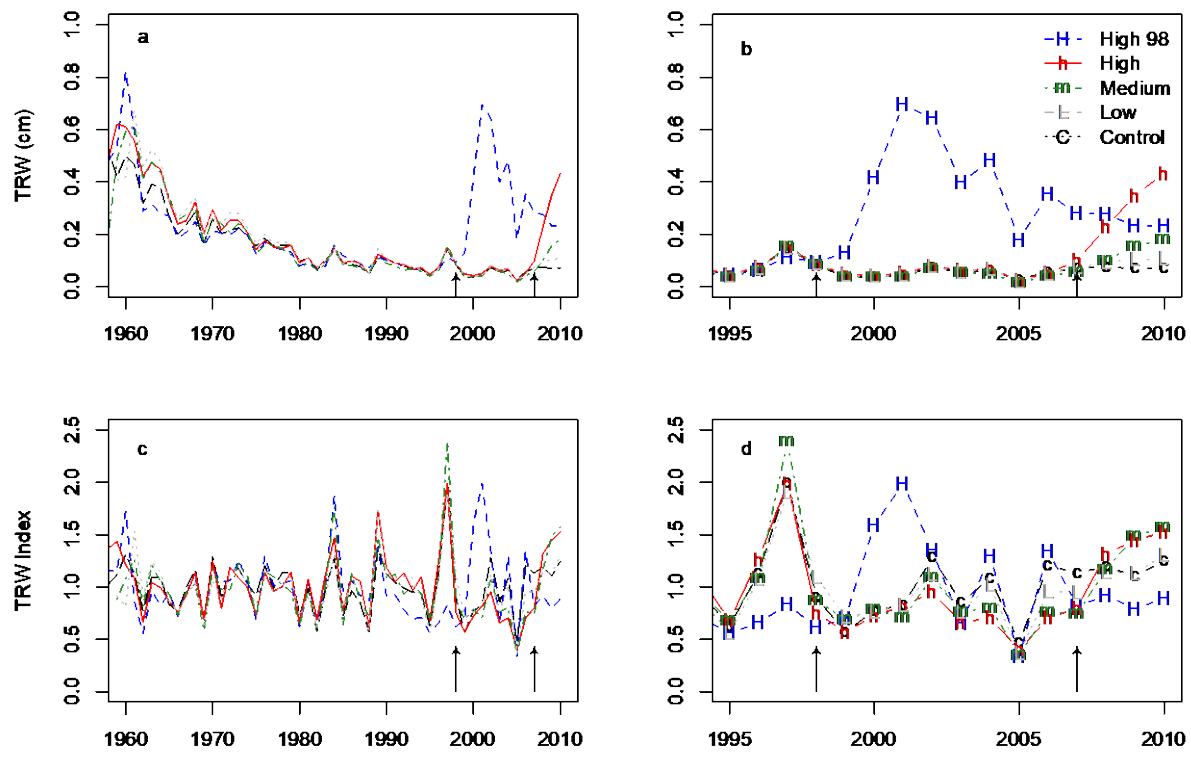 a
TRW (cm)
0.0 0.2 0.4 0.6 0.8 1.0
1960 1970 1980 1990 2000 2010
b
H High 98
h High
m Medium
L Low
C Control
0.0 0.2 0.4 0.6 0.8 1.0
1995 2000 2005 2010
c
TRW Index
0.0 0.5 1.0 1.5 2.0 2.5
1960 1970 1980 1990 2000 2010
d
0.0 0.5 1.0 1.5 2.0 2.5
1995 2000 2005 2010